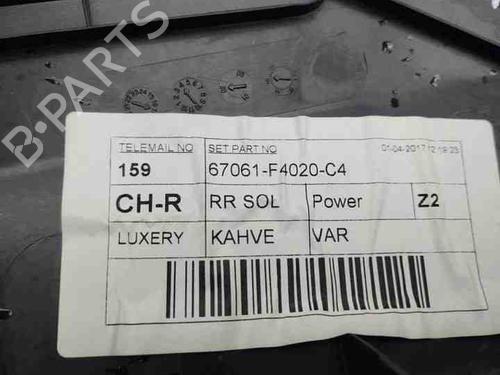 B-PARTS
TELEMAIL NO SET PART NO 01-04-2017 12:19:25
159 67061-F4020-C4
CH-R RR SOL Power Z2
LUXERY KAHVE VAR